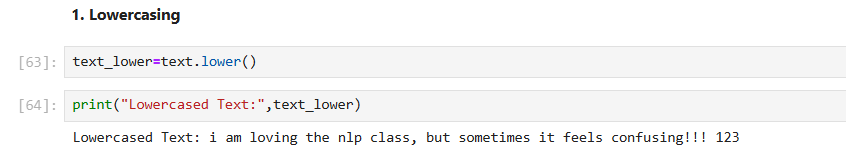 1. Lowercasing
[63]: text_lower=text.lower()
[64]: print("Lowercased Text:",text_lower)
Lowercased Text: i am loving the nlp class, but sometimes it feels confusing!!! 123